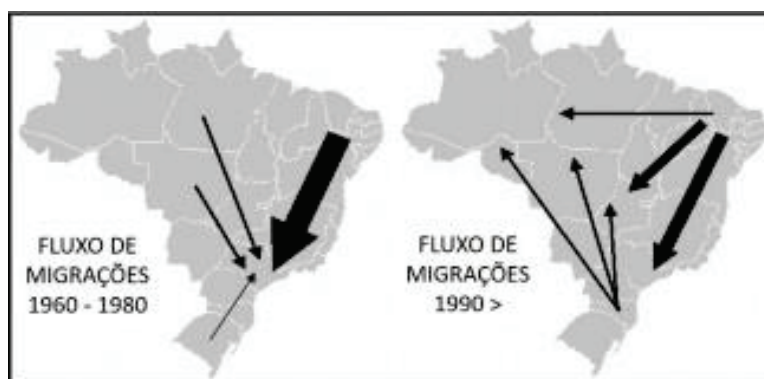 FLUXO DE
MIGRAÇÕES
1960 - 1980
FLUXO DE
MIGRAÇÕES
1990 >